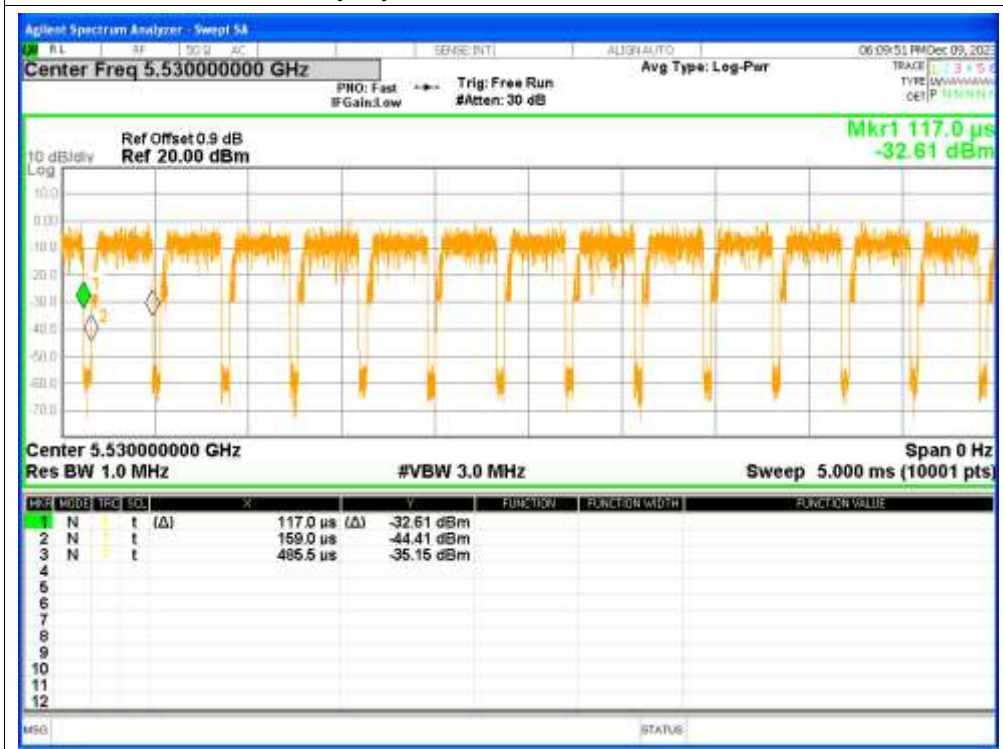 Agilent Spectrum Analyzer - Swept SA
RL RF 50 Ω AC SENSE:INT ALIGN AUTO 06:09:51 PM Dec 09, 2023
Center Freq 5.530000000 GHz Avg Type: Log-Pwr TRACE 1 2 3 4 5 6
PNO: Fast Trig: Free Run TYPE
IFGain:Low #Atten: 30 dB DET P N N N N N
Mkr1 117.0 µs
Ref Offset 0.9 dB
10 dB/div Ref 20.00 dBm -32.61 dBm
Log
10.0
0.00
-10.0
-20.0
-30.0
-40.0
-50.0
-60.0
-70.0
1
2
Center 5.530000000 GHz Span 0 Hz
Res BW 1.0 MHz #VBW 3.0 MHz Sweep 5.000 ms (10001 pts)
MKR MODE TRC SCL X Y FUNCTION FUNCTION WIDTH FUNCTION VALUE
1 N t (Δ) 117.0 µs (Δ) -32.61 dBm
2 N t 159.0 µs -44.41 dBm
3 N t 485.5 µs -35.15 dBm
4
5
6
7
8
9
10
11
12
MSG STATUS